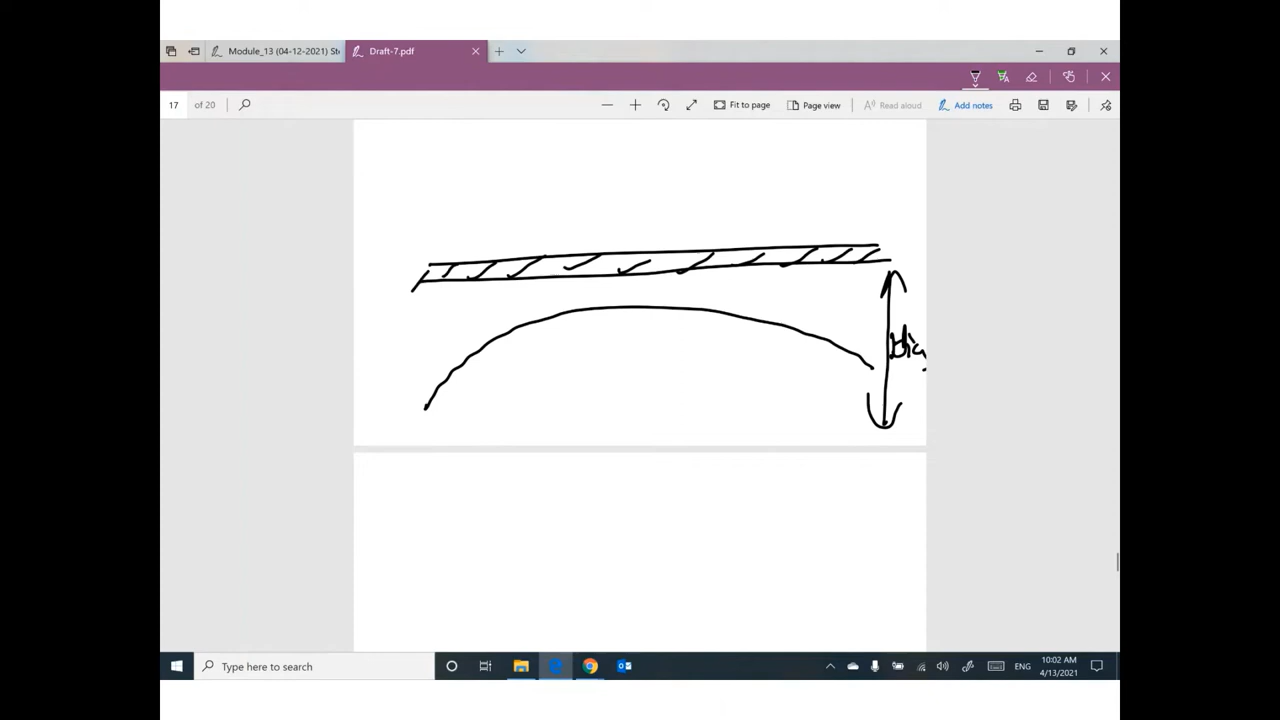 Module_13 (04-12-2021) St
Draft-7.pdf
17 of 20
Fit to page
Page view
Read aloud
Add notes
Type here to search
ENG
10:02 AM
4/13/2021